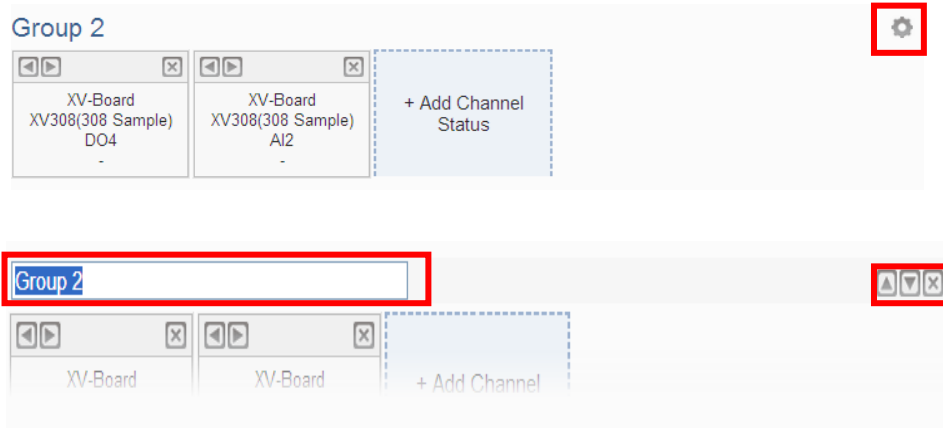 Group 2
XV-Board
XV308(308 Sample)
DO4
-
XV-Board
XV308(308 Sample)
AI2
-
+ Add Channel
Status
Group 2
XV-Board
XV-Board
+ Add Channel